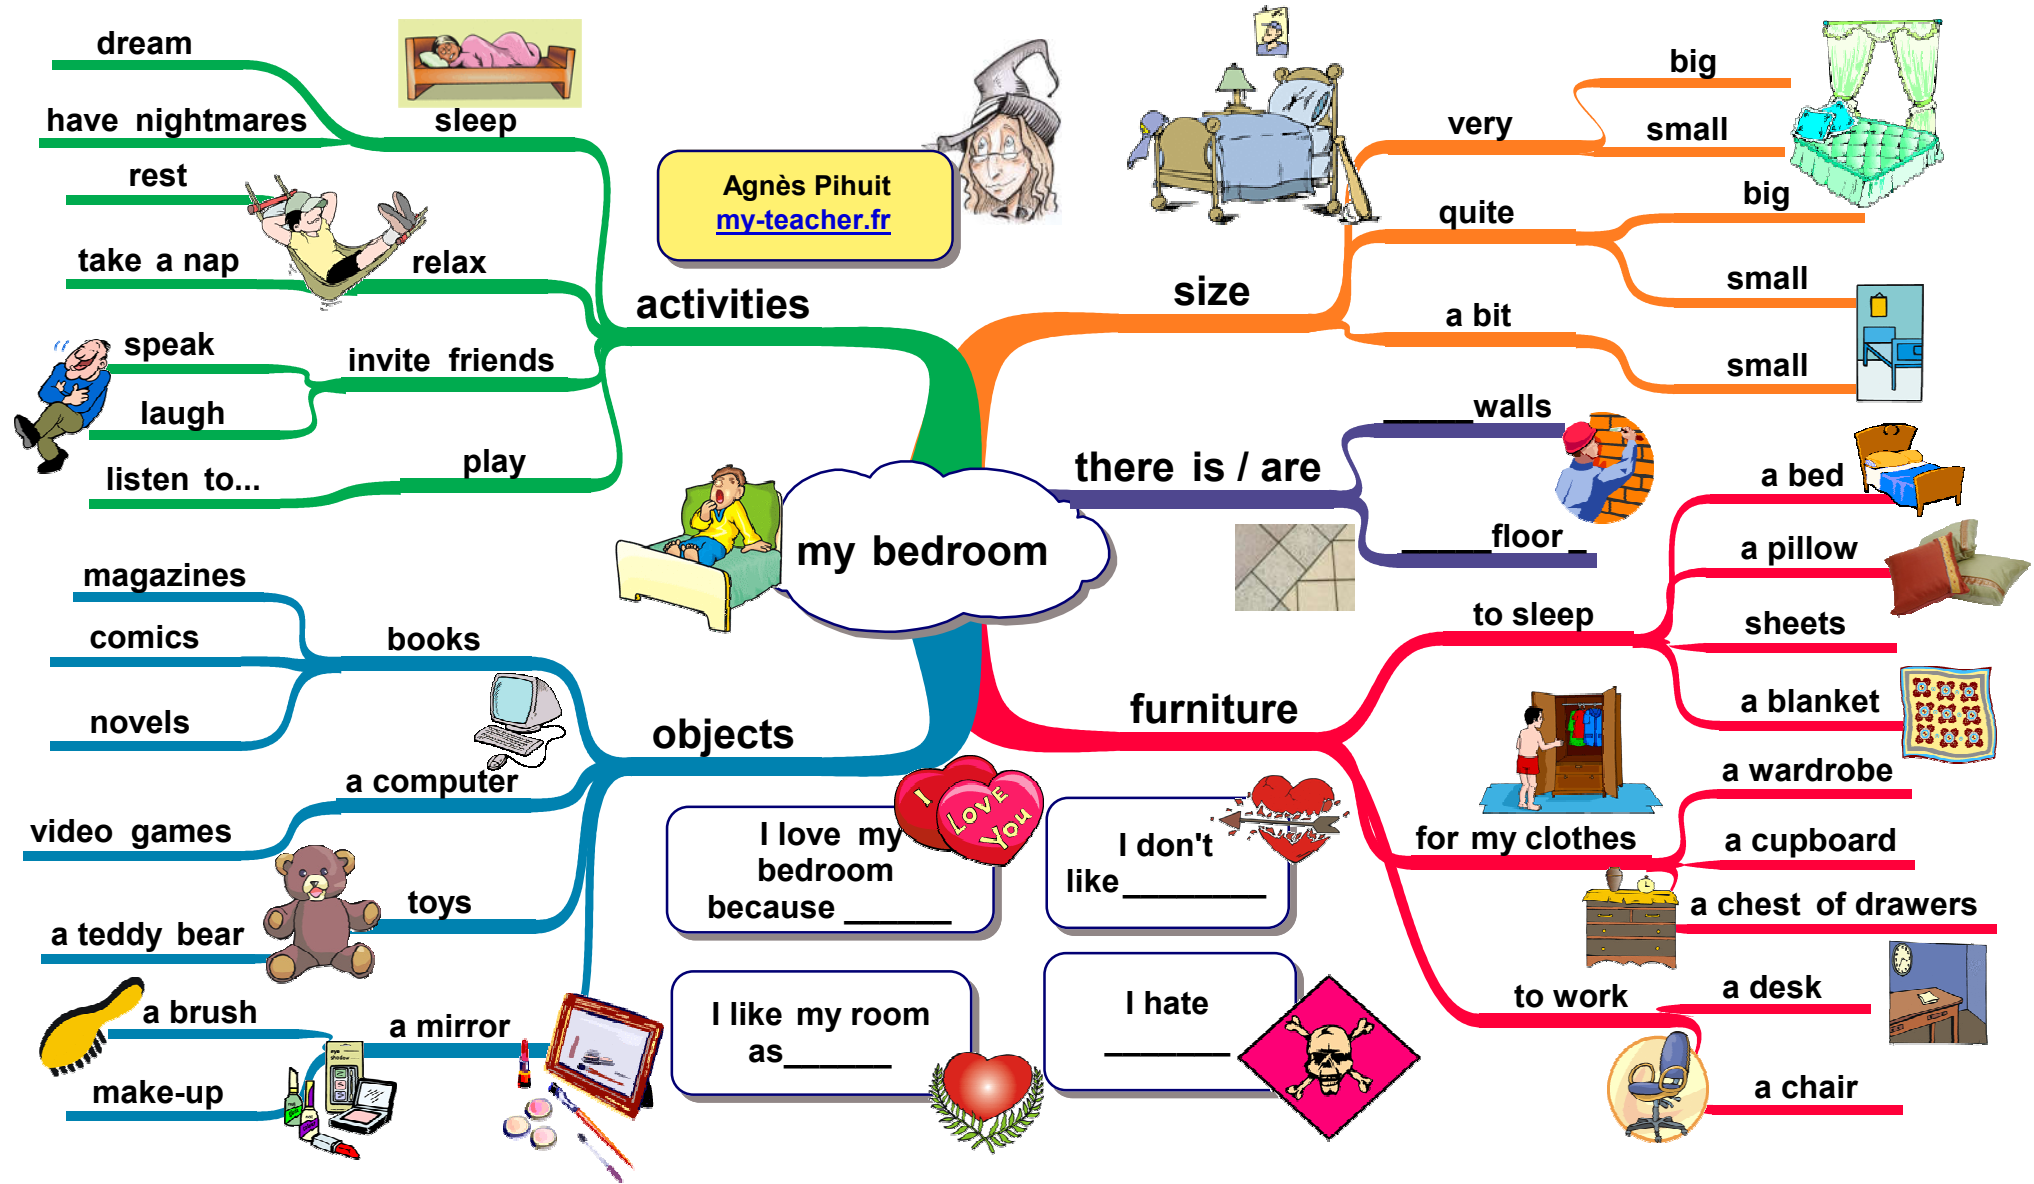 dream
have nightmares
sleep
rest
take a nap
relax
activities
speak
laugh
invite friends
listen to...
play
Agnès Pihuit
my-teacher.fr
size
very
big
small
quite
big
small
a bit
small
there is / are
_____walls
_____floor _
my bedroom
magazines
comics
novels
books
objects
a computer
video games
toys
a teddy bear
a brush
make-up
a mirror
furniture
to sleep
a bed
a pillow
sheets
a blanket
for my clothes
a wardrobe
a cupboard
a chest of drawers
to work
a desk
a chair
I love my
bedroom
because ______
I
LOVE
You
I don't
like________
I like my room
as______
I hate
_______